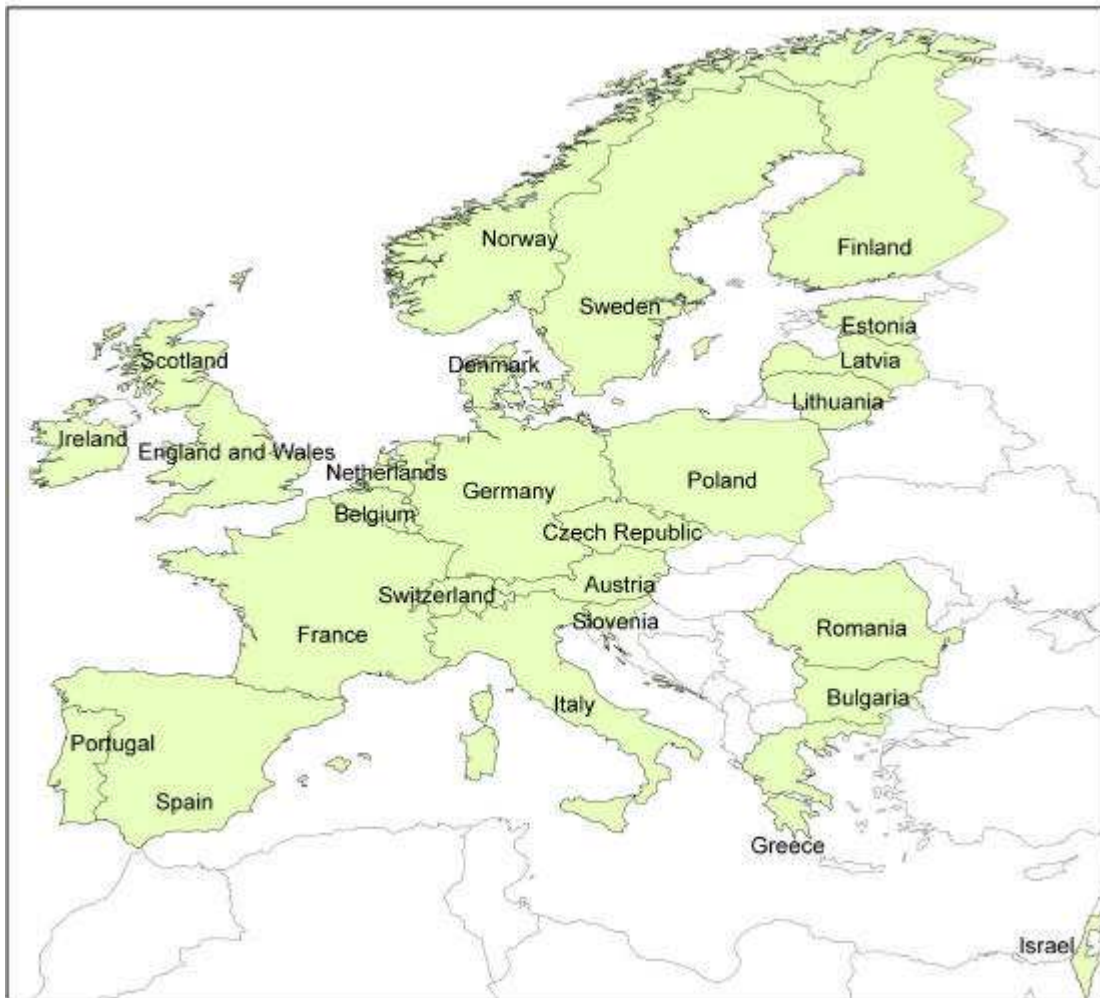 Norway
Finland
Sweden
Estonia
Scotland
Denmark
Latvia
Lithuania
Ireland
England and Wales
Netherlands
Germany
Poland
Belgium
Czech Republic
Austria
Switzerland
Slovenia
France
Romania
Italy
Bulgaria
Portugal
Spain
Greece
Israel